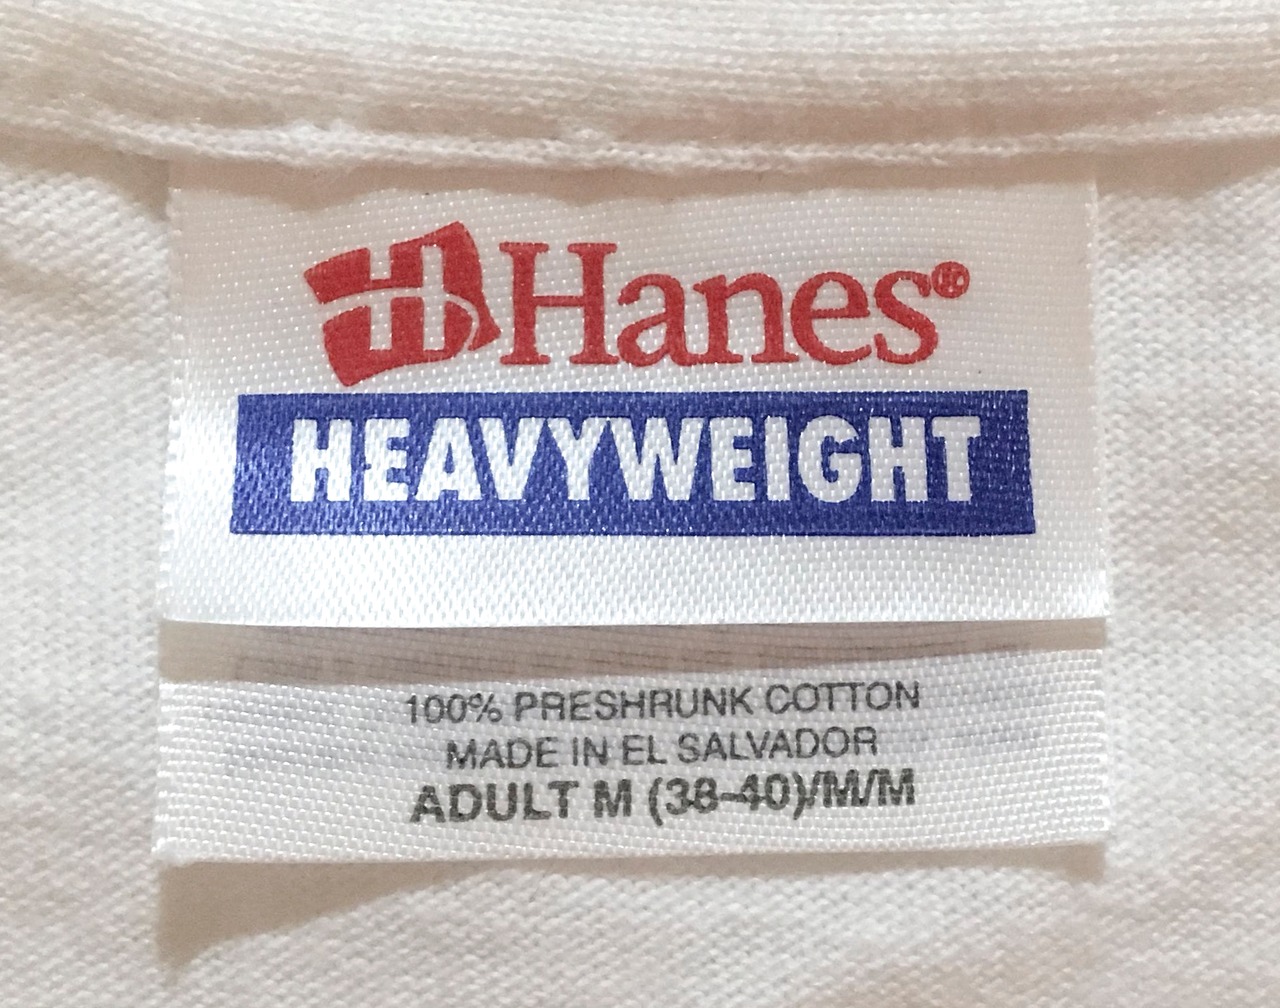 H Hanes®
HEAVYWEIGHT
100% PRESHRUNK COTTON
MADE IN EL SALVADOR
ADULT M (38-40)/M/M